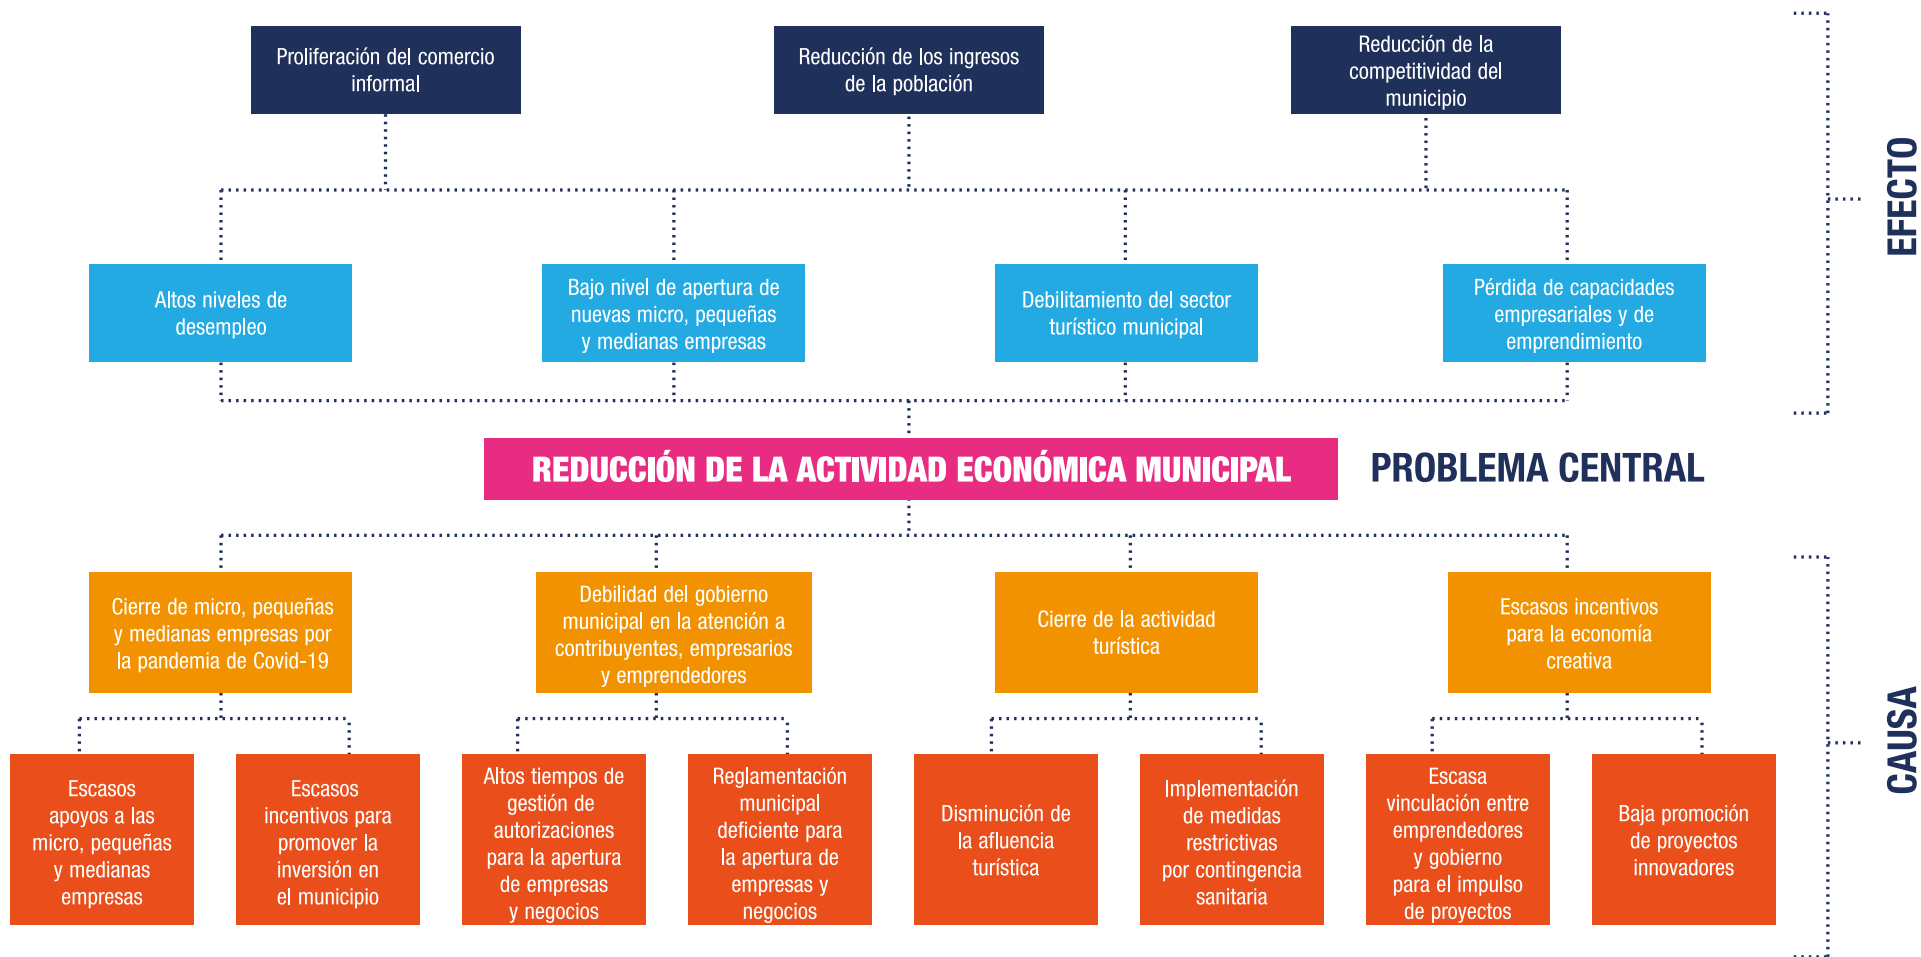 Proliferación del comercio
informal
Reducción de los ingresos
de la población
Reducción de la
competitividad del
municipio
EFECTO
Altos niveles de
desempleo
Bajo nivel de apertura de
nuevas micro, pequeñas
y medianas empresas
Debilitamiento del sector
turístico municipal
Pérdida de capacidades
empresariales y de
emprendimiento
REDUCCIÓN DE LA ACTIVIDAD ECONÓMICA MUNICIPAL
PROBLEMA CENTRAL
Cierre de micro, pequeñas
y medianas empresas por
la pandemia de Covid-19
Debilidad del gobierno
municipal en la atención a
contribuyentes, empresarios
y emprendedores
Cierre de la actividad
turística
Escasos incentivos
para la economía
creativa
CAUSA
Escasos
apoyos a las
micro, pequeñas
y medianas
empresas
Escasos
incentivos para
promover la
inversión en
el municipio
Altos tiempos de
gestión de
autorizaciones
para la apertura
de empresas
y negocios
Reglamentación
municipal
deficiente para
la apertura de
empresas y
negocios
Disminución de
la afluencia
turística
Implementación
de medidas
restrictivas
por contingencia
sanitaria
Escasa
vinculación entre
emprendedores
y gobierno
para el impulso
de proyectos
Baja promoción
de proyectos
innovadores